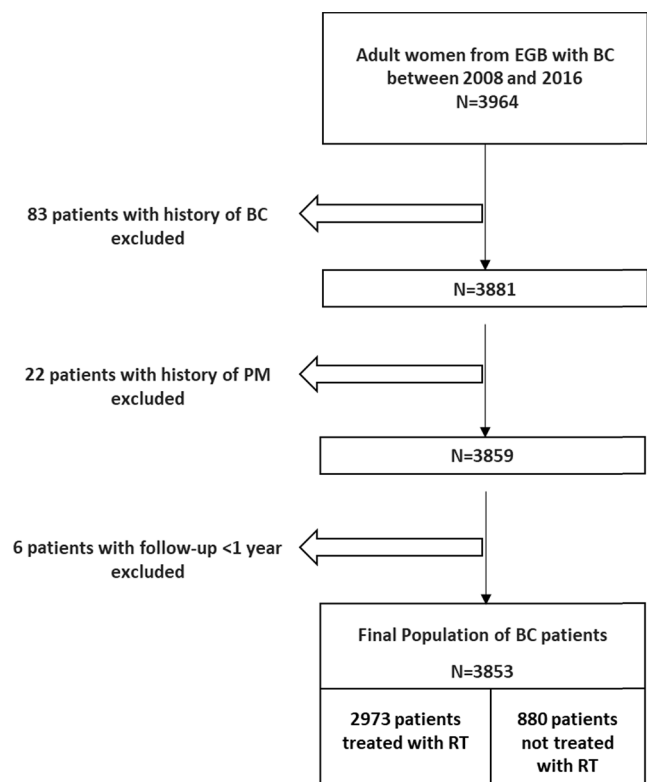 Adult women from EGB with BC
between 2008 and 2016
N=3964
83 patients with history of BC
excluded
N=3881
22 patients with history of PM
excluded
N=3859
6 patients with follow-up <1 year
excluded
Final Population of BC patients
N=3853
2973 patients
treated with RT
880 patients
not treated
with RT